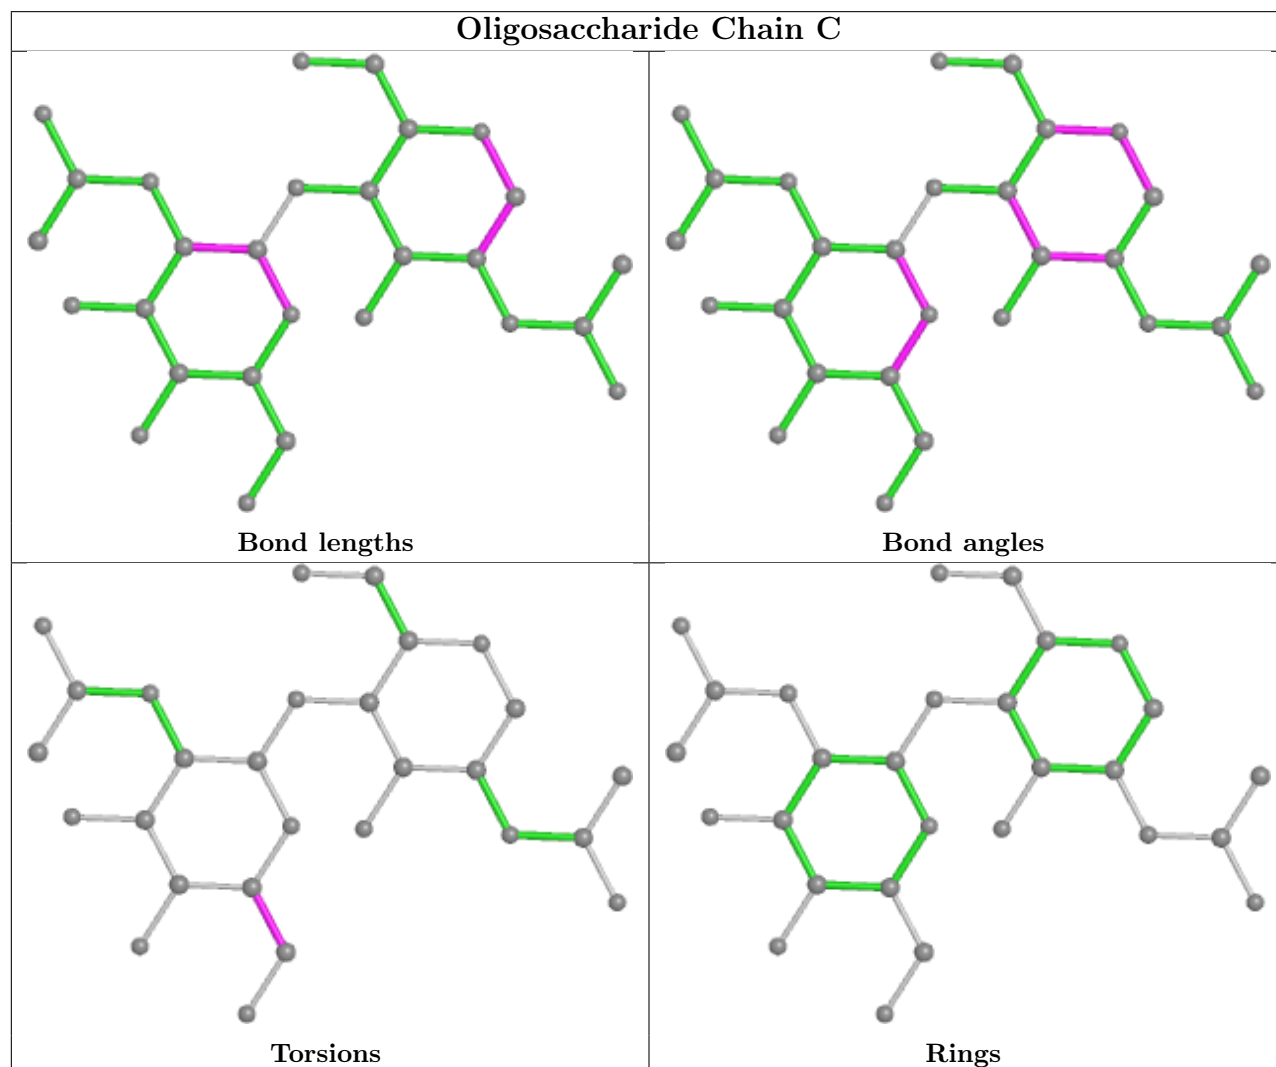 Oligosaccharide Chain C
Bond lengths
Bond angles
Torsions
Rings